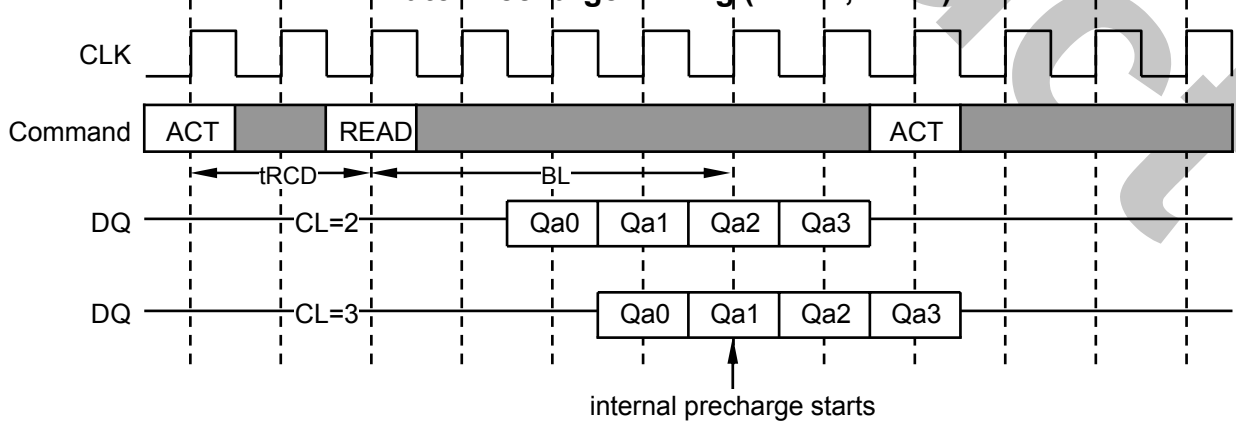 CLK
Command ACT READ ACT
tRCD BL
DQ CL=2 Qa0 Qa1 Qa2 Qa3
DQ CL=3 Qa0 Qa1 Qa2 Qa3
internal precharge starts